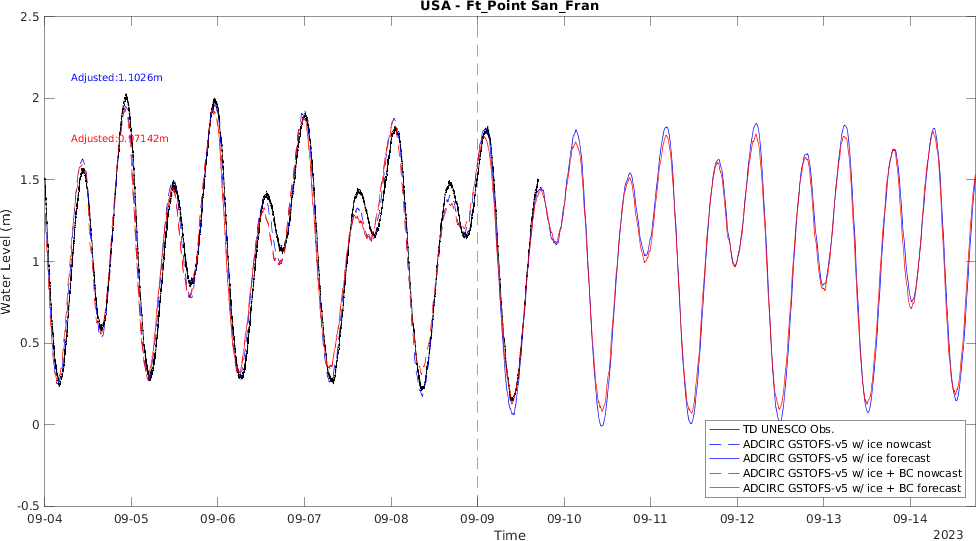 USA - Ft_Point San_Fran
2.5
2
1.5
1
0.5
0
-0.5
Water Level (m)
Adjusted:1.1026m
Adjusted:0.97142m
TD UNESCO Obs.
ADCIRC GSTOFS-v5 w/ ice nowcast
ADCIRC GSTOFS-v5 w/ ice forecast
ADCIRC GSTOFS-v5 w/ ice + BC nowcast
ADCIRC GSTOFS-v5 w/ ice + BC forecast
09-04 09-05 09-06 09-07 09-08 09-09 09-10 09-11 09-12 09-13 09-14
Time
2023